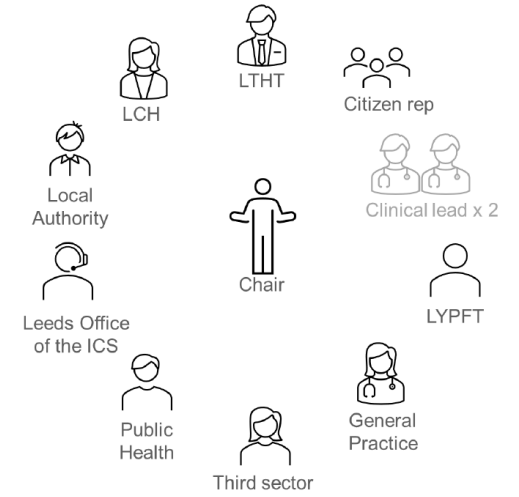 LTHT
Citizen rep
LCH
Local
Authority
Clinical lead x 2
Chair
Leeds Office
of the ICS
LYPFT
Public
Health
General
Practice
Third sector